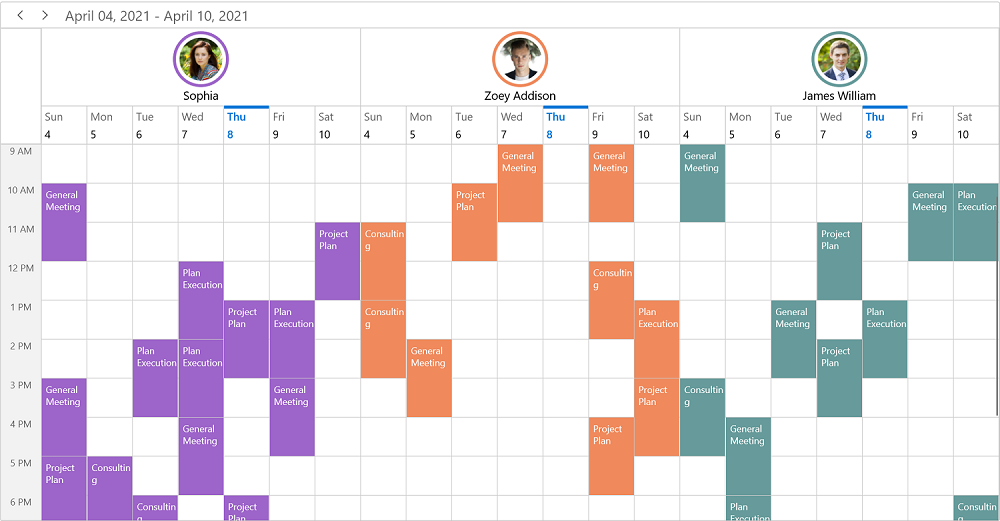 April 04, 2021 - April 10, 2021
Sophia Zoey Addison James William
Sun Mon Tue Wed Thu Fri Sat Sun Mon Tue Wed Thu Fri Sat Sun Mon Tue Wed Thu Fri Sat
4 5 6 7 8 9 10 4 5 6 7 8 9 10 4 5 6 7 8 9 10
9 AM General General General
Meeting Meeting Meeting
10 AM General Project General Plan
Meeting Plan Meeting Execution
11 AM Project Consultin Project
Plan g Plan
12 PM Plan Consultin
Execution g
1 PM Project Plan Consultin Plan General Plan
Plan Execution g Execution Meeting Execution
2 PM Plan Plan General Project
Execution Execution Meeting Plan
3 PM General General Project Consultin
Meeting Meeting Plan g
4 PM General Project General
Meeting Plan Meeting
5 PM Project Consultin
Plan g
6 PM Consultin Project Plan Consultin
g Plan Execution g